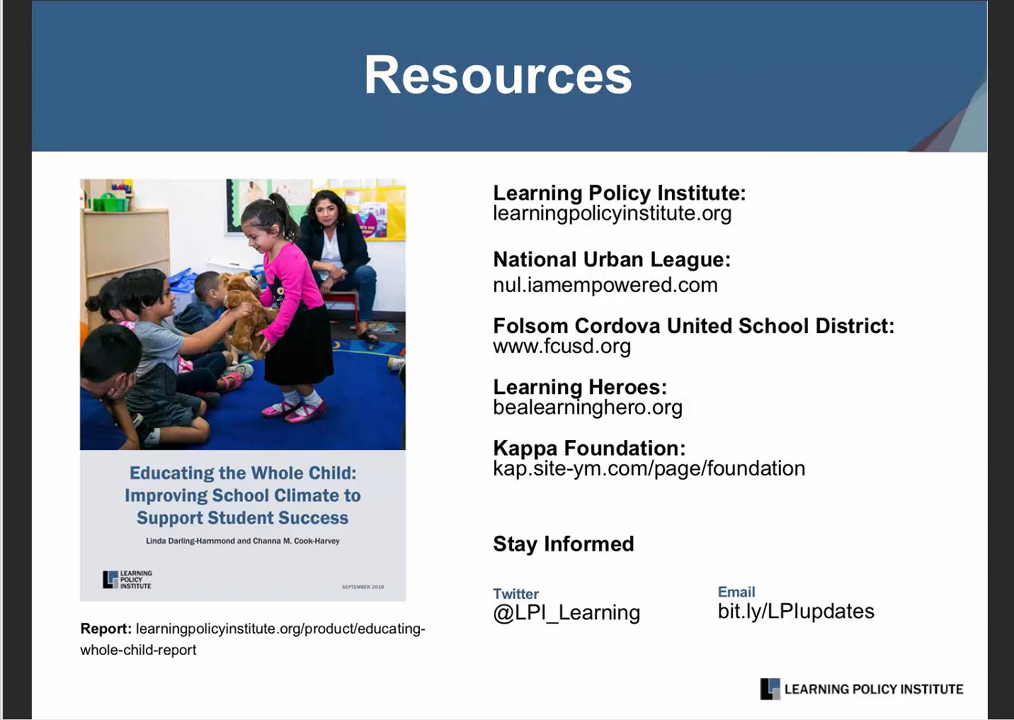 Resources
Educating the Whole Child:
Improving School Climate to
Support Student Success
Linda Darling-Hammond and Channa M. Cook-Harvey
LEARNING
POLICY
INSTITUTE
SEPTEMBER 2018
Report: learningpolicyinstitute.org/product/educating-
whole-child-report
Learning Policy Institute:
learningpolicyinstitute.org
National Urban League:
nul.iamempowered.com
Folsom Cordova United School District:
www.fcusd.org
Learning Heroes:
bealearninghero.org
Kappa Foundation:
kap.site-ym.com/page/foundation
Stay Informed
Twitter
@LPI_Learning
Email
bit.ly/LPIupdates
LEARNING POLICY INSTITUTE